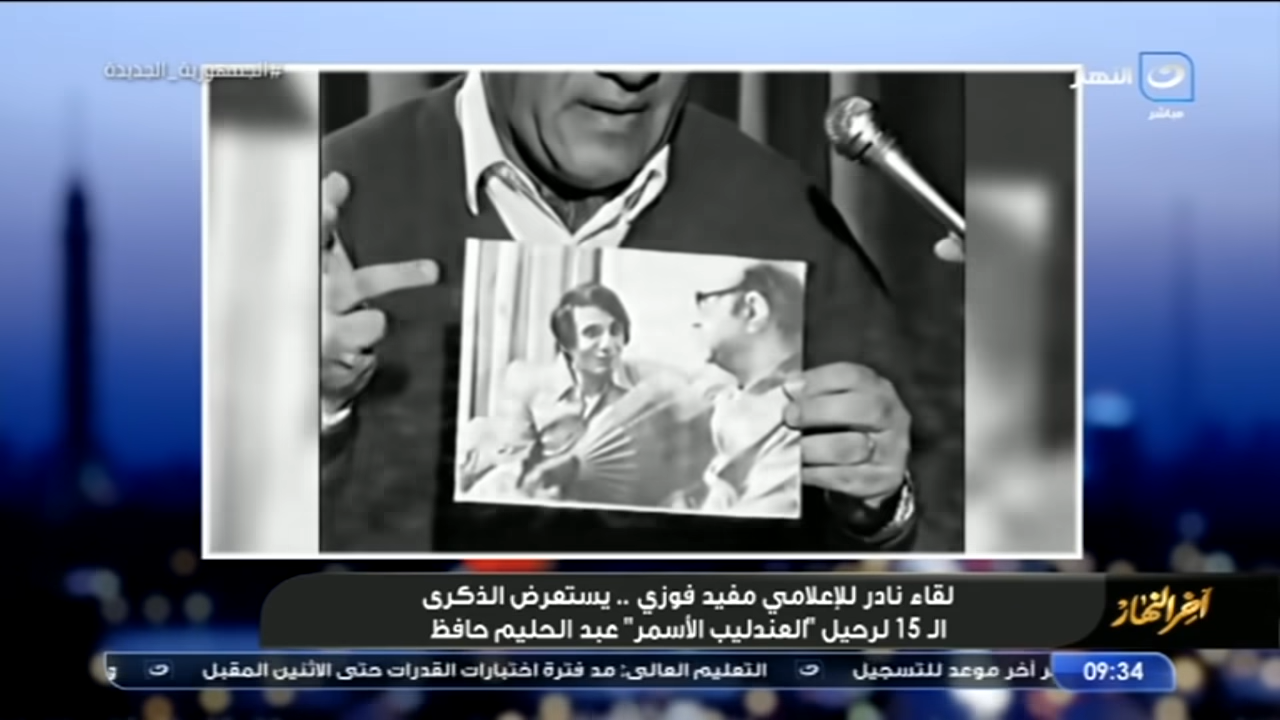 #الجمهورية_الجديدة
النهار
مباشر
لقاء نادر للإعلامي مفيد فوزي .. يستعرض الذكرى
الـ 15 لرحيل "العندليب الأسمر" عبد الحليم حافظ
آخر النهار
آخر موعد للتسجيل
التعليم العالى: مد فترة اختبارات القدرات حتى الاثنين المقبل
09:34